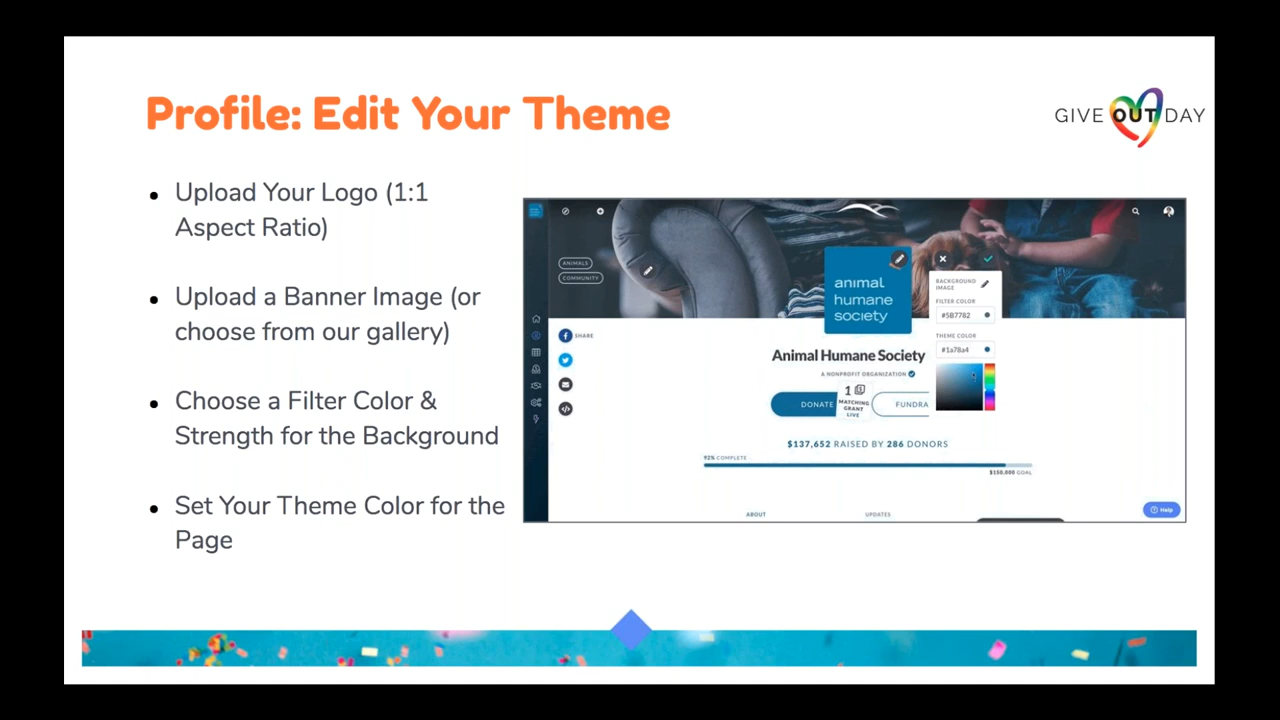 Profile: Edit Your Theme
GIVE OUT DAY
• Upload Your Logo (1:1
Aspect Ratio)
• Upload a Banner Image (or
choose from our gallery)
• Choose a Filter Color &
Strength for the Background
• Set Your Theme Color for the
Page
ANIMALS
COMMUNITY
SHARE
animal
humane
society
BACKGROUND
IMAGE
FILTER COLOR
#5B7782
THEME COLOR
#1a78a4
Animal Humane Society
A NONPROFIT ORGANIZATION
DONATE
1
MATCHING
GRANT
LIVE
FUNDRA
$137,652 RAISED BY 286 DONORS
92% COMPLETE
$150,000 GOAL
ABOUT
UPDATES
Help